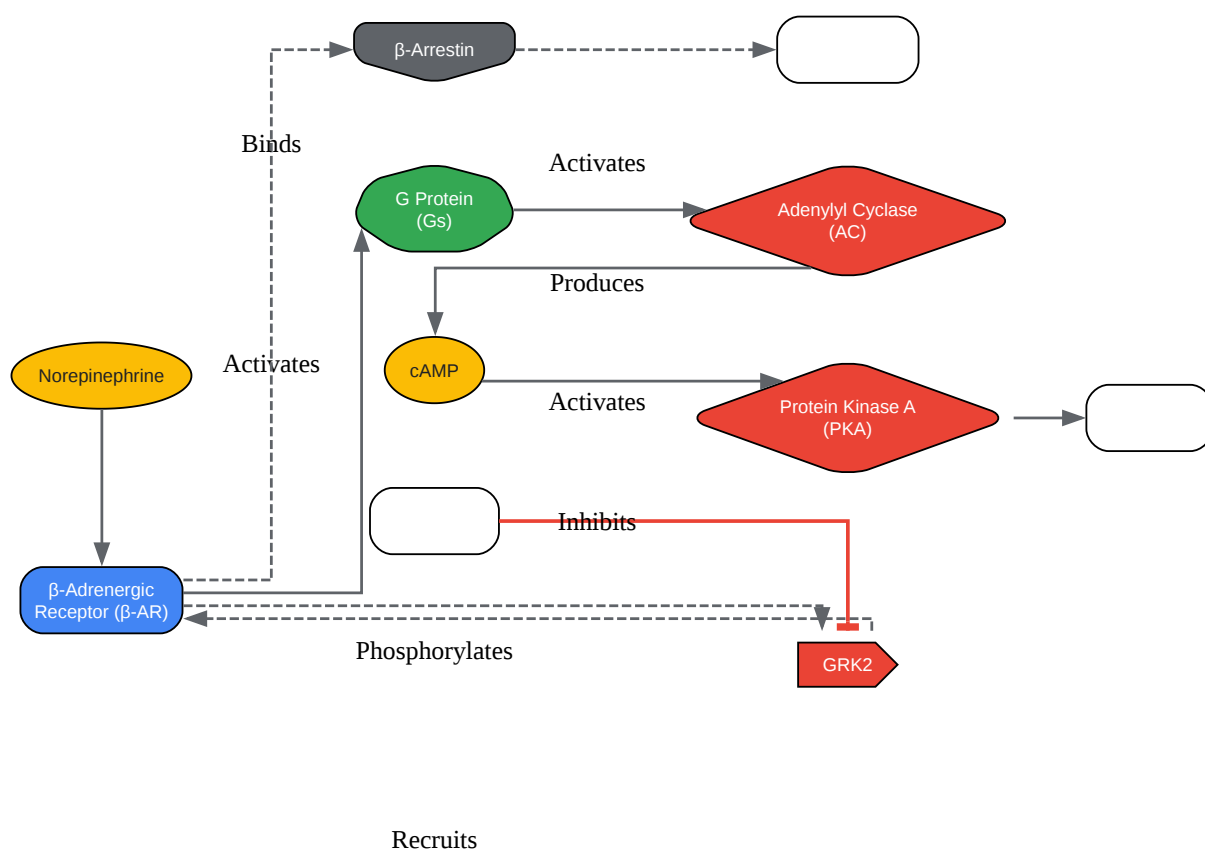 β-Arrestin
Binds
Activates
G Protein
(Gs)
Adenylyl Cyclase
(AC)
Produces
Norepinephrine
Activates
cAMP
Activates
Protein Kinase A
(PKA)
Inhibits
β-Adrenergic
Receptor (β-AR)
Phosphorylates
GRK2
Recruits